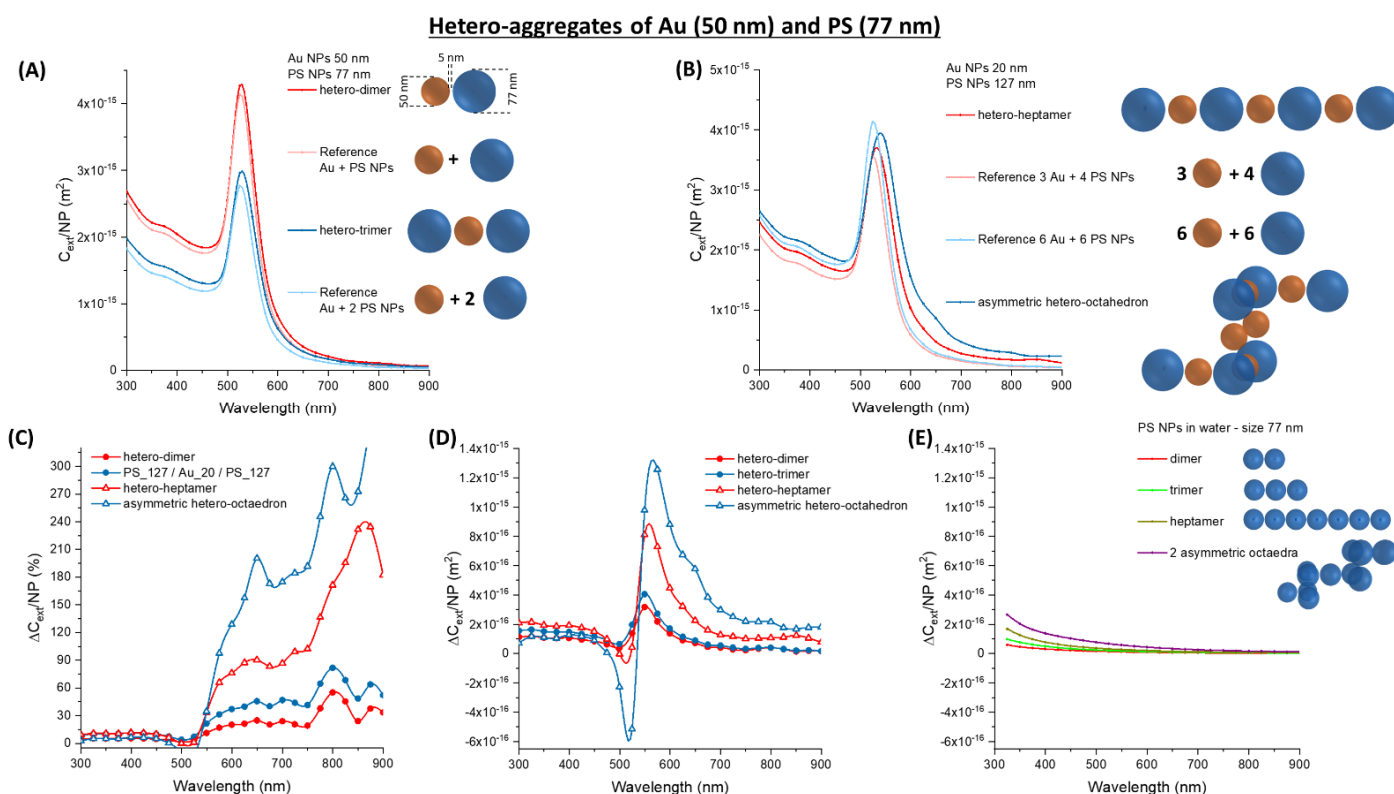 Hetero-aggregates of Au (50 nm) and PS (77 nm)
(A)
Au NPs 50 nm
PS NPs 77 nm
hetero-dimer
5 nm
50 nm
77 nm
Reference
Au + PS NPs
+
hetero-trimer
Reference
Au + 2 PS NPs
+ 2
4x10⁻¹⁵
3x10⁻¹⁵
2x10⁻¹⁵
1x10⁻¹⁵
0
C_ext/NP (m²)
300 400 500 600 700 800 900
Wavelength (nm)
(B)
Au NPs 20 nm
PS NPs 127 nm
hetero-heptamer
Reference 3 Au + 4 PS NPs
3 + 4
Reference 6 Au + 6 PS NPs
6 + 6
asymmetric hetero-octahedron
5x10⁻¹⁵
4x10⁻¹⁵
3x10⁻¹⁵
2x10⁻¹⁵
1x10⁻¹⁵
0
C_ext/NP (m²)
300 400 500 600 700 800 900
Wavelength (nm)
(C)
hetero-dimer
PS_127 / Au_20 / PS_127
hetero-heptamer
asymmetric hetero-octaedron
300
270
240
210
180
150
120
90
60
30
0
ΔC_ext/NP (%)
300 400 500 600 700 800 900
Wavelength (nm)
(D)
hetero-dimer
hetero-trimer
hetero-heptamer
asymmetric hetero-octahedron
1.4x10⁻¹⁵
1.2x10⁻¹⁵
1.0x10⁻¹⁵
8x10⁻¹⁶
6x10⁻¹⁶
4x10⁻¹⁶
2x10⁻¹⁶
0
-2x10⁻¹⁶
-4x10⁻¹⁶
-6x10⁻¹⁶
ΔC_ext/NP (m²)
300 400 500 600 700 800 900
Wavelength (nm)
(E)
PS NPs in water - size 77 nm
dimer
trimer
heptamer
2 asymmetric octaedra
1.4x10⁻¹⁵
1.2x10⁻¹⁵
1.0x10⁻¹⁵
8x10⁻¹⁶
6x10⁻¹⁶
4x10⁻¹⁶
2x10⁻¹⁶
0
-2x10⁻¹⁶
-4x10⁻¹⁶
-6x10⁻¹⁶
ΔC_ext/NP (m²)
300 400 500 600 700 800 900
Wavelength (nm)